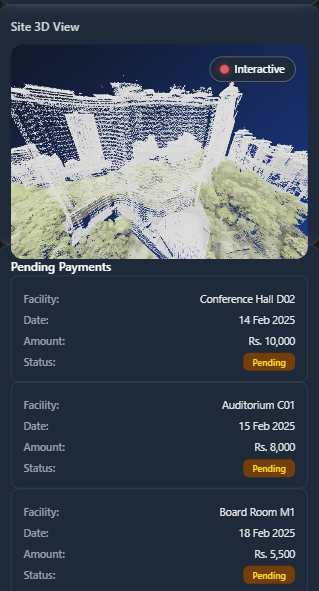 Site 3D View
Interactive
Pending Payments
Facility: Conference Hall D02
Date: 14 Feb 2025
Amount: Rs. 10,000
Status: Pending
Facility: Auditorium C01
Date: 15 Feb 2025
Amount: Rs. 8,000
Status: Pending
Facility: Board Room M1
Date: 18 Feb 2025
Amount: Rs. 5,500
Status: Pending